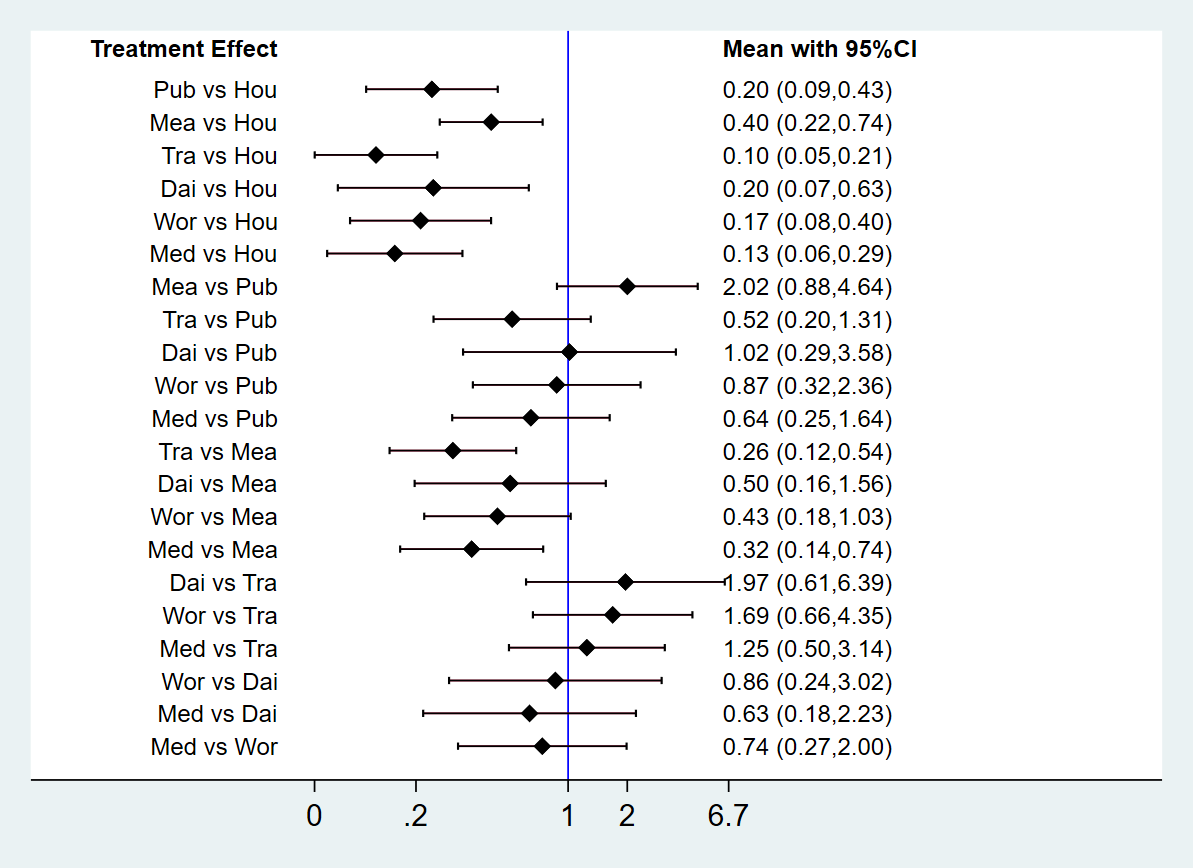 Treatment Effect Mean with 95%CI
Pub vs Hou 0.20 (0.09,0.43)
Mea vs Hou 0.40 (0.22,0.74)
Tra vs Hou 0.10 (0.05,0.21)
Dai vs Hou 0.20 (0.07,0.63)
Wor vs Hou 0.17 (0.08,0.40)
Med vs Hou 0.13 (0.06,0.29)
Mea vs Pub 2.02 (0.88,4.64)
Tra vs Pub 0.52 (0.20,1.31)
Dai vs Pub 1.02 (0.29,3.58)
Wor vs Pub 0.87 (0.32,2.36)
Med vs Pub 0.64 (0.25,1.64)
Tra vs Mea 0.26 (0.12,0.54)
Dai vs Mea 0.50 (0.16,1.56)
Wor vs Mea 0.43 (0.18,1.03)
Med vs Mea 0.32 (0.14,0.74)
Dai vs Tra 1.97 (0.61,6.39)
Wor vs Tra 1.69 (0.66,4.35)
Med vs Tra 1.25 (0.50,3.14)
Wor vs Dai 0.86 (0.24,3.02)
Med vs Dai 0.63 (0.18,2.23)
Med vs Wor 0.74 (0.27,2.00)
0 .2 1 2 6.7